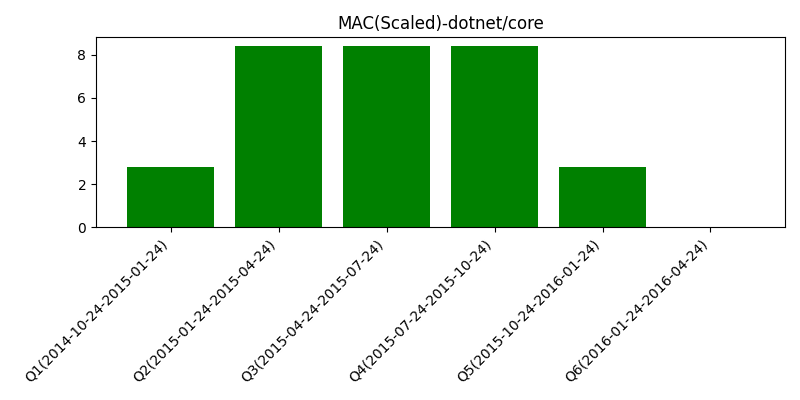 MAC(Scaled)-dotnet/core
8
6
4
2
0
Q1(2014-10-24-2015-01-24)
Q2(2015-01-24-2015-04-24)
Q3(2015-04-24-2015-07-24)
Q4(2015-07-24-2015-10-24)
Q5(2015-10-24-2016-01-24)
Q6(2016-01-24-2016-04-24)